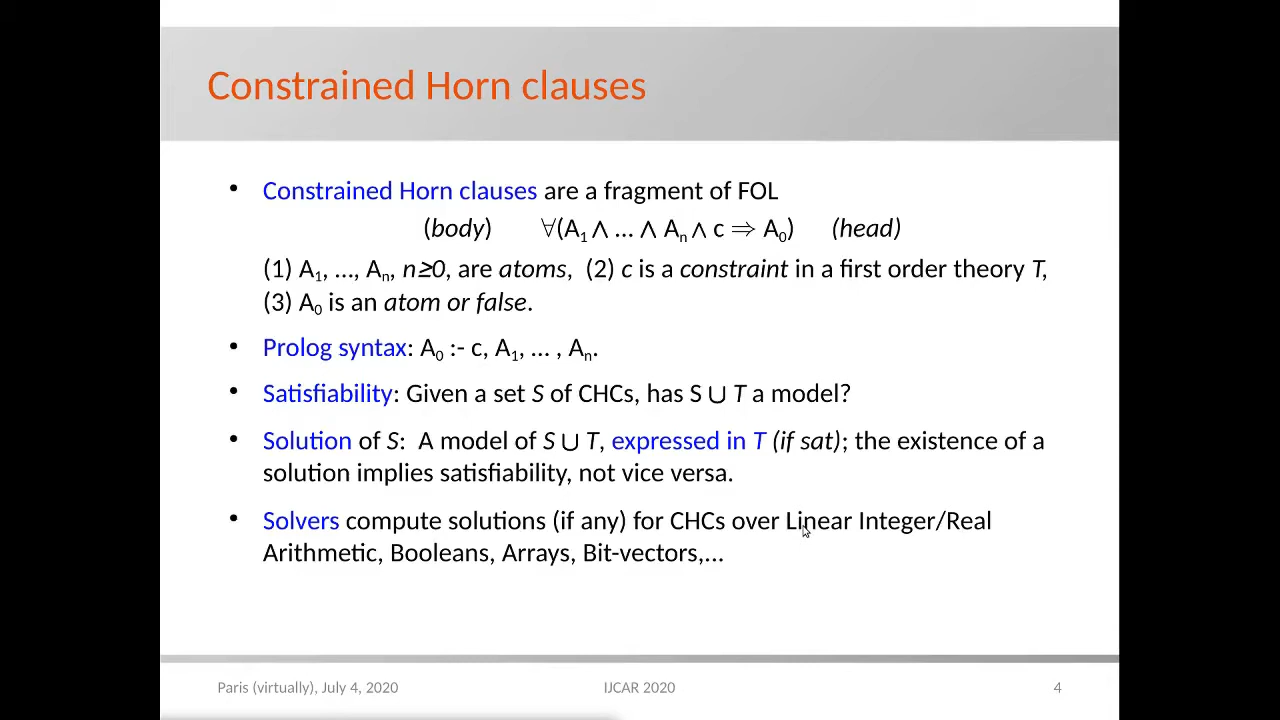 Constrained Horn clauses
• Constrained Horn clauses are a fragment of FOL
(body) ∀(A₁ ∧ ... ∧ Aₙ ∧ c ⇒ A₀) (head)
(1) A₁, ..., Aₙ, n≥0, are atoms, (2) c is a constraint in a first order theory T,
(3) A₀ is an atom or false.
• Prolog syntax: A₀ :- c, A₁, ... , Aₙ.
• Satisfiability: Given a set S of CHCs, has S ∪ T a model?
• Solution of S: A model of S ∪ T, expressed in T (if sat); the existence of a
solution implies satisfiability, not vice versa.
• Solvers compute solutions (if any) for CHCs over Linear Integer/Real
Arithmetic, Booleans, Arrays, Bit-vectors,...
Paris (virtually), July 4, 2020 IJCAR 2020 4